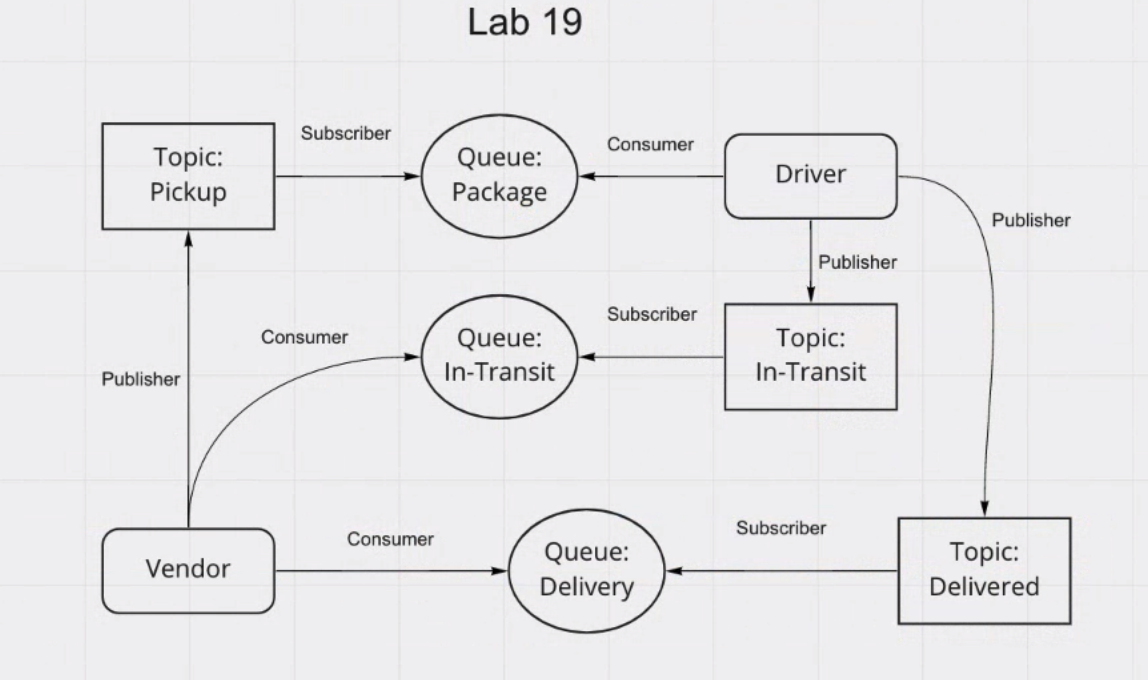 Lab 19
Topic:
Pickup
Subscriber
Queue:
Package
Consumer
Driver
Publisher
Publisher
Consumer
Queue:
In-Transit
Subscriber
Topic:
In-Transit
Publisher
Vendor
Consumer
Queue:
Delivery
Subscriber
Topic:
Delivered